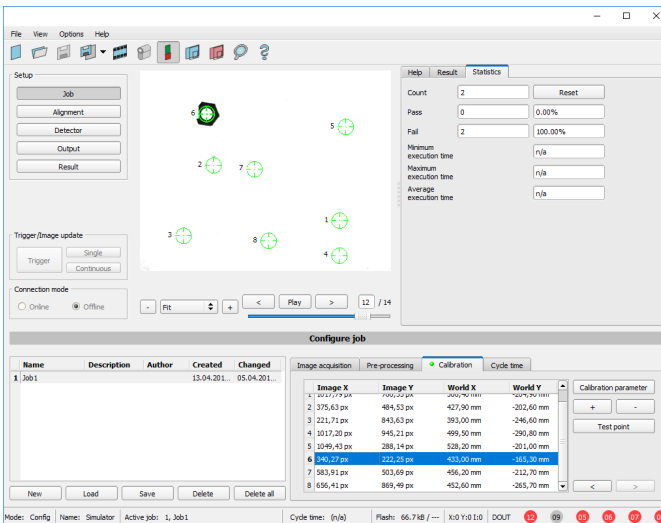 File View Options Help
Setup
Job
Alignment
Detector
Output
Result
Trigger/Image update
Trigger
Single
Continuous
Connection mode
Online Offline
6
5
2
7
1
3
8
4
- Fit + < Play > 12 / 14
Help Result Statistics
Count 2 Reset
Pass 0 0.00%
Fail 2 100.00%
Minimum
execution time n/a
Maximum
execution time n/a
Average
execution time n/a
Configure job
Name Description Author Created Changed
1 Job1 13.04.201... 05.04.201...
New Load Save Delete Delete all
Image acquisition Pre-processing Calibration Cycle time
Image X Image Y World X World Y
2 375,63 px 484,53 px 427,90 mm -202,60 mm
3 221,71 px 843,63 px 393,00 mm -246,60 mm
4 1017,20 px 945,21 px 499,50 mm -290,80 mm
5 1049,43 px 288,14 px 528,20 mm -201,00 mm
6 340,27 px 222,25 px 433,00 mm -165,30 mm
7 583,91 px 503,69 px 456,20 mm -212,70 mm
8 656,41 px 869,49 px 452,60 mm -265,70 mm
Calibration parameter
+ -
Test point
< >
Mode: Config Name: Simulator Active job: 1, Job1 Cycle time: (n/a) Flash: 66.7 kB / --- X:0 Y:0 I:0 DOUT 12 09 05 06 07